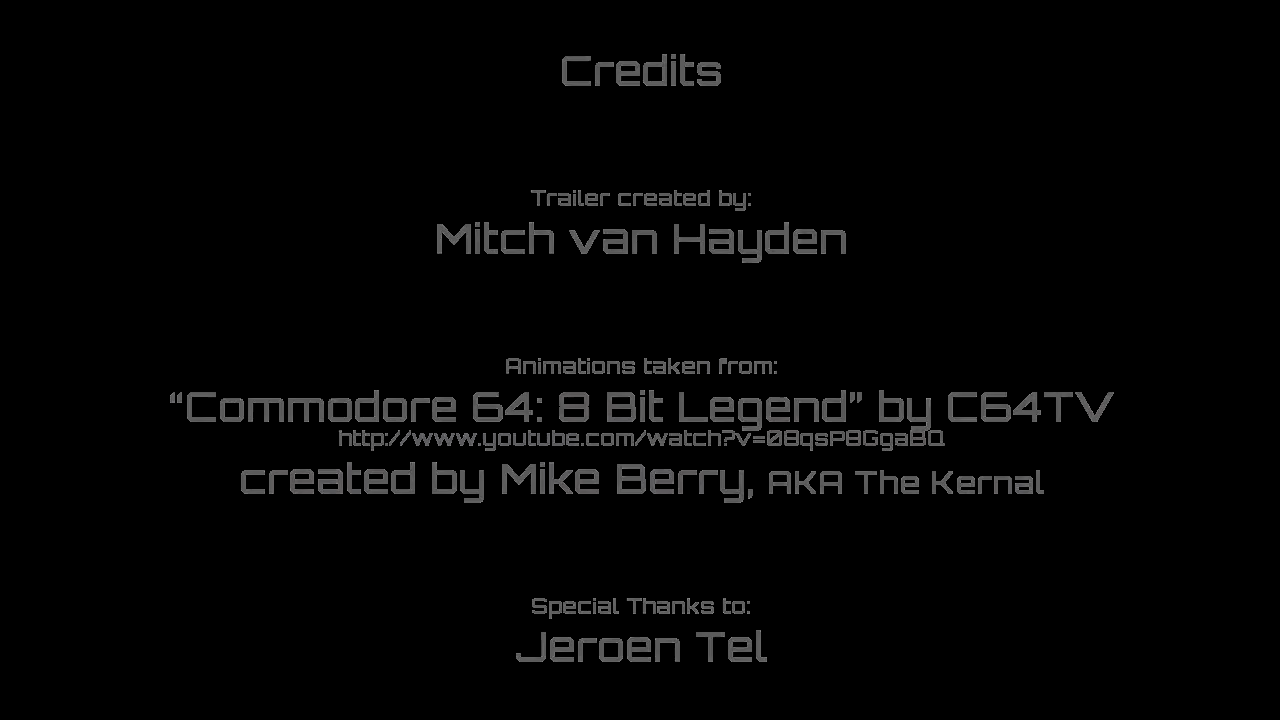 Credits
Trailer created by:
Mitch van Hayden
Animations taken from:
“Commodore 64: 8 Bit Legend” by C64TV
http://www.youtube.com/watch?v=08qsP8GgaBQ
created by Mike Berry, AKA The Kernal
Special Thanks to:
Jeroen Tel